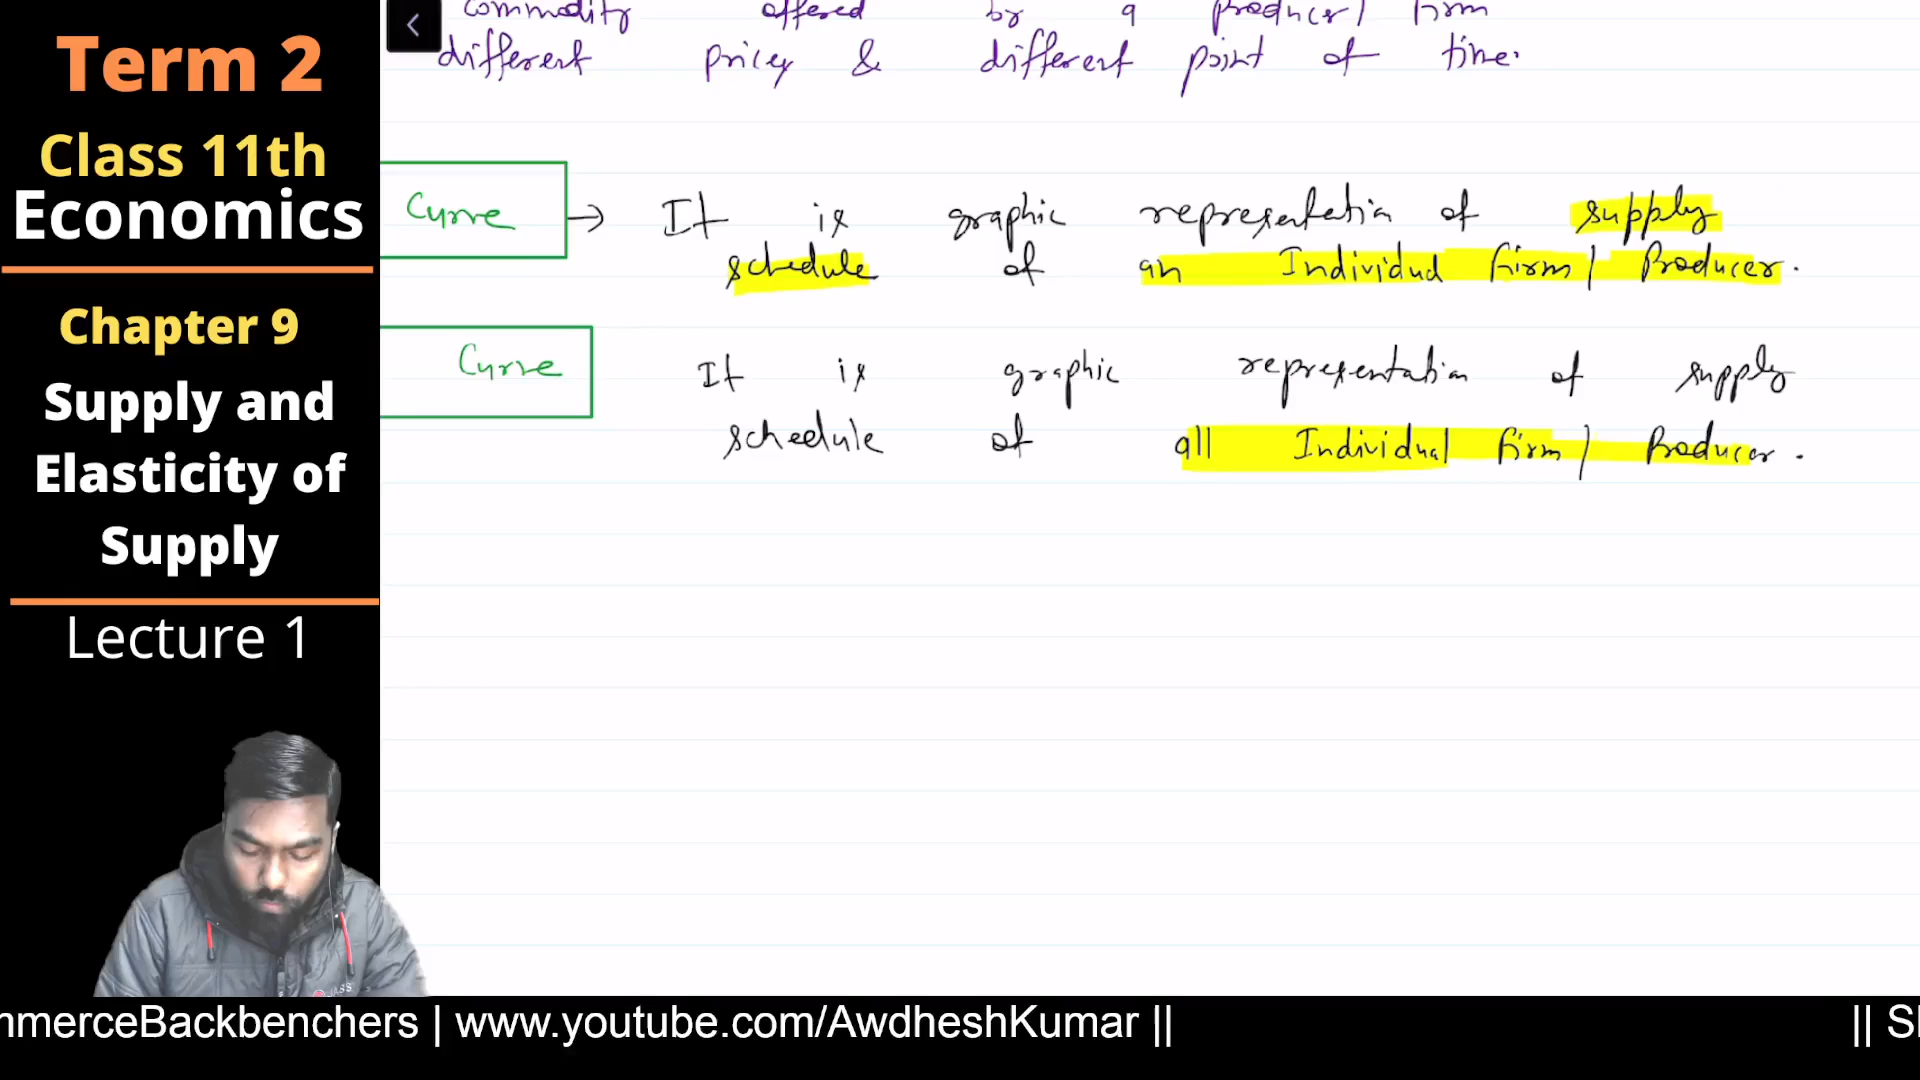 Term 2
Class 11th
Economics
Chapter 9
Supply and
Elasticity of
Supply
Lecture 1
commodity offered by a producer/ firm
different prices & different point of time.
Curve → It is graphic representation of supply
schedule of an Individual firm/ Producer.
Curve It is graphic representation of supply
schedule of all Individual firm/ Producer.
mmerceBackbenchers | www.youtube.com/AwdheshKumar ||
|| S